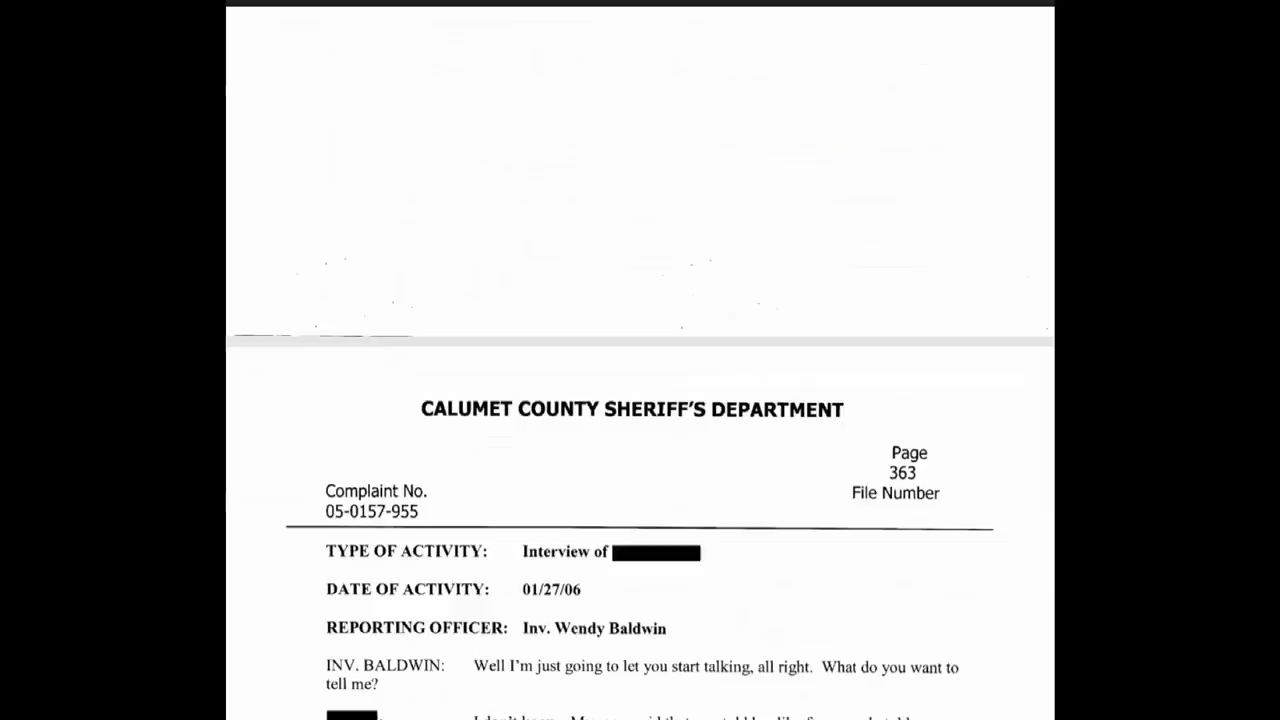 CALUMET COUNTY SHERIFF'S DEPARTMENT
Page
363
File Number
Complaint No.
05-0157-955
TYPE OF ACTIVITY: Interview of
DATE OF ACTIVITY: 01/27/06
REPORTING OFFICER: Inv. Wendy Baldwin
INV. BALDWIN: Well I'm just going to let you start talking, all right. What do you want to
tell me?